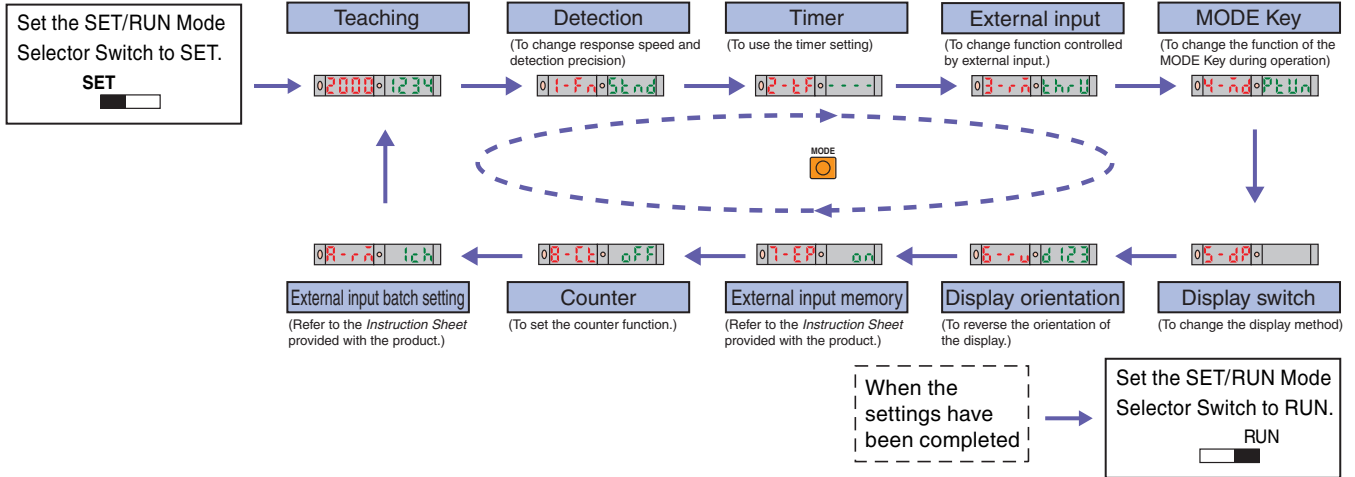 Set the SET/RUN Mode
Selector Switch to SET.
SET
Teaching
2000 1234
Detection
(To change response speed and
detection precision)
1-Fn Stnd
Timer
(To use the timer setting)
2-tF ----
External input
(To change function controlled
by external input.)
3-rm thrU
MODE Key
(To change the function of the
MODE Key during operation)
4-md PtUn
MODE
A-rm 1ch
External input batch setting
(Refer to the Instruction Sheet
provided with the product.)
8-Ct oFF
Counter
(To set the counter function.)
7-EP on
External input memory
(Refer to the Instruction Sheet
provided with the product.)
6-ru d123
Display orientation
(To reverse the orientation of
the display.)
5-dP
Display switch
(To change the display method)
When the
settings have
been completed
Set the SET/RUN Mode
Selector Switch to RUN.
RUN